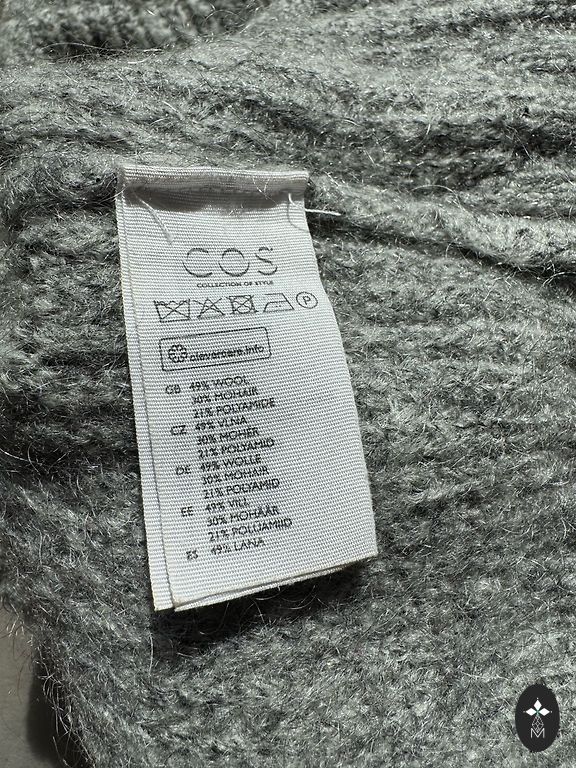 COS
COLLECTION OF STYLE
P
clevercare.info
GB 49% WOOL
30% MOHAIR
21% POLYAMIDE
CZ 49% VLNA
30% MOHÉR
21% POLYAMID
DE 49% WOLLE
30% MOHAIR
21% POLYAMID
EE 49% VILL
30% MOHÄÄR
21% POLÜAMIID
ES 49% LANA
M